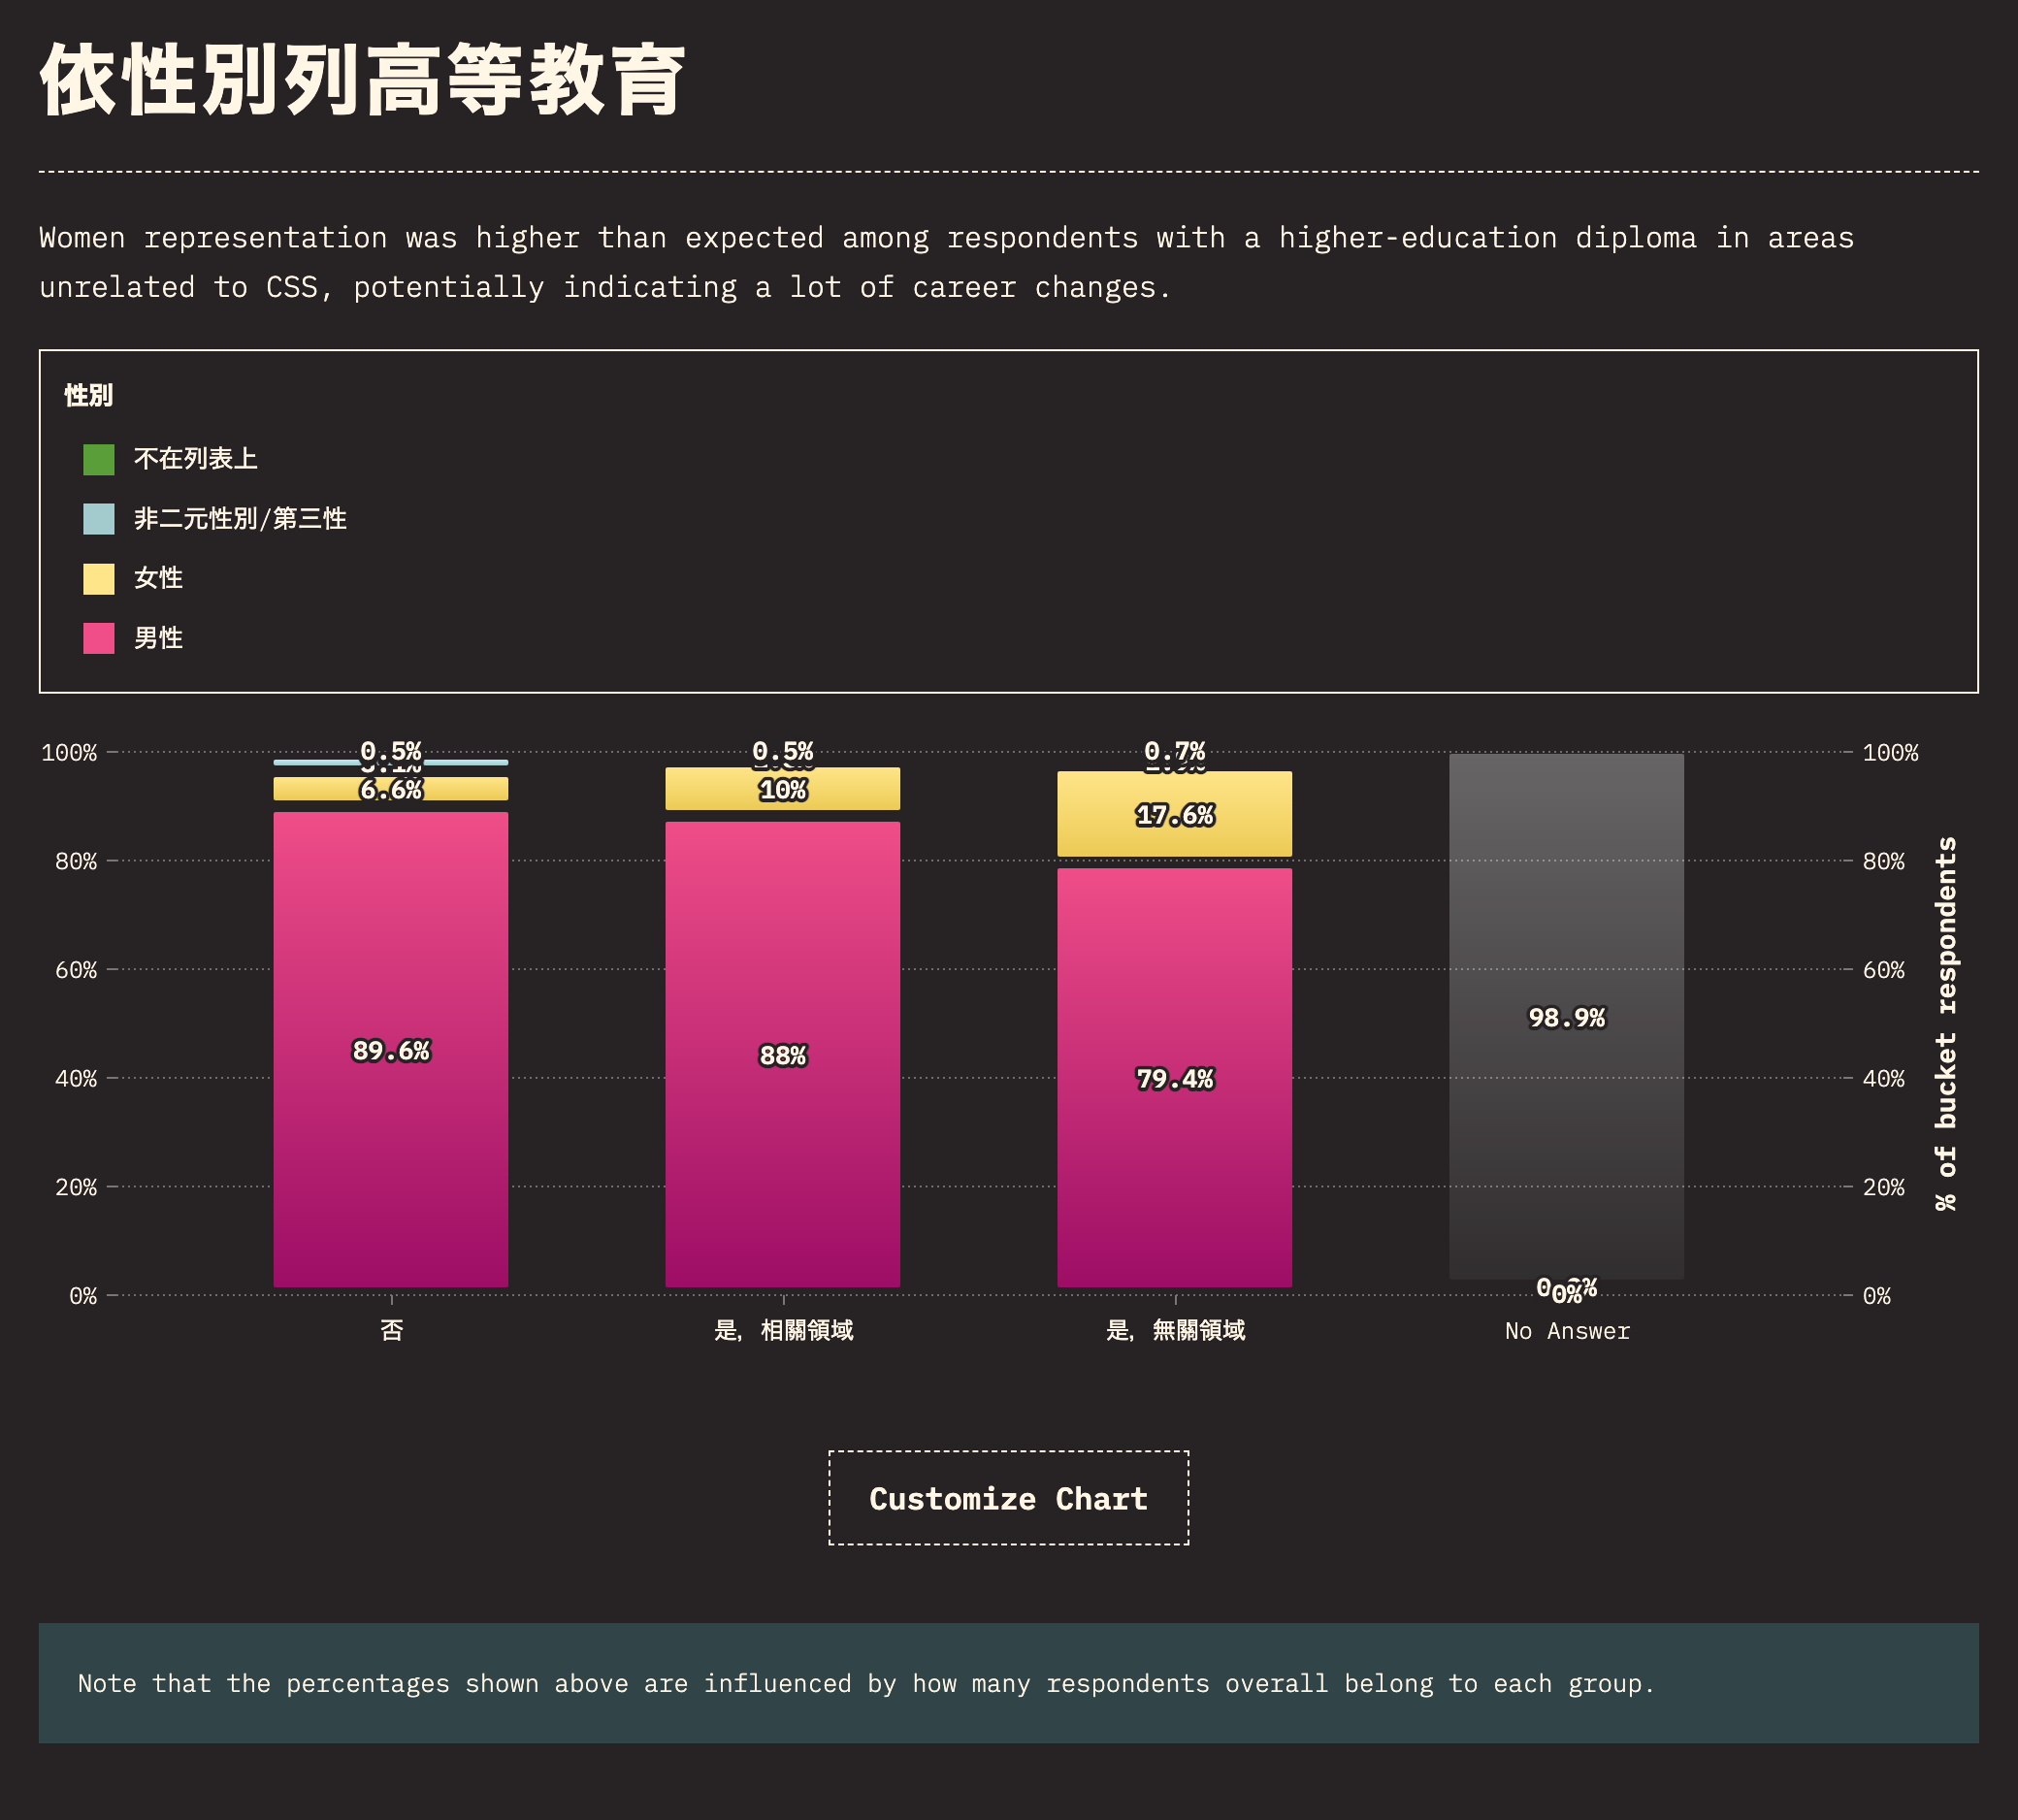 依性別列高等教育
Women representation was higher than expected among respondents with a higher-education diploma in areas
unrelated to CSS, potentially indicating a lot of career changes.
性別
不在列表上
非二元性別/第三性
女性
男性
100% 0.5% 0.5% 0.7% 100%
6.6% 10% 17.6%
80% 80%
60% 60%
89.6% 88% 79.4% 98.9%
40% 40%
20% 20%
0% 0% 0%
% of bucket respondents
否 是，相關領域 是，無關領域 No Answer
Customize Chart
Note that the percentages shown above are influenced by how many respondents overall belong to each group.